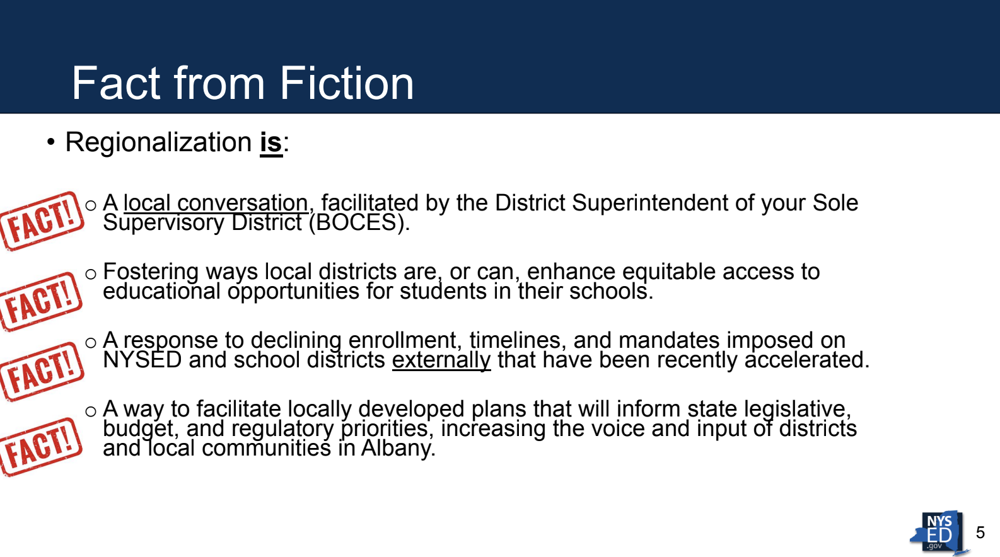 Fact from Fiction
• Regionalization is:
FACT!
o A local conversation, facilitated by the District Superintendent of your Sole
Supervisory District (BOCES).
FACT!
o Fostering ways local districts are, or can, enhance equitable access to
educational opportunities for students in their schools.
FACT!
o A response to declining enrollment, timelines, and mandates imposed on
NYSED and school districts externally that have been recently accelerated.
FACT!
o A way to facilitate locally developed plans that will inform state legislative,
budget, and regulatory priorities, increasing the voice and input of districts
and local communities in Albany.
NYS
ED
.gov
5